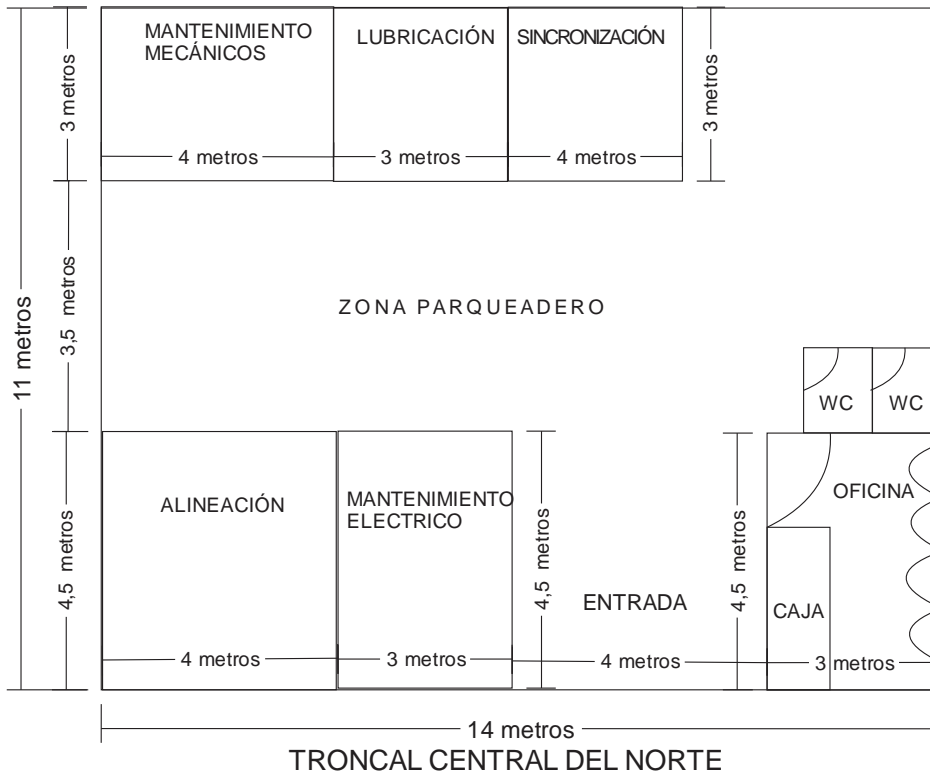 MANTENIMIENTO
MECÁNICOS
LUBRICACIÓN
SINCRONIZACIÓN
3 metros
3 metros
4 metros
3 metros
4 metros
11 metros
3,5 metros
ZONA PARQUEADERO
WC
WC
ALINEACIÓN
MANTENIMIENTO
ELECTRICO
OFICINA
4,5 metros
4,5 metros
ENTRADA
4,5 metros
CAJA
4 metros
3 metros
4 metros
3 metros
14 metros
TRONCAL CENTRAL DEL NORTE